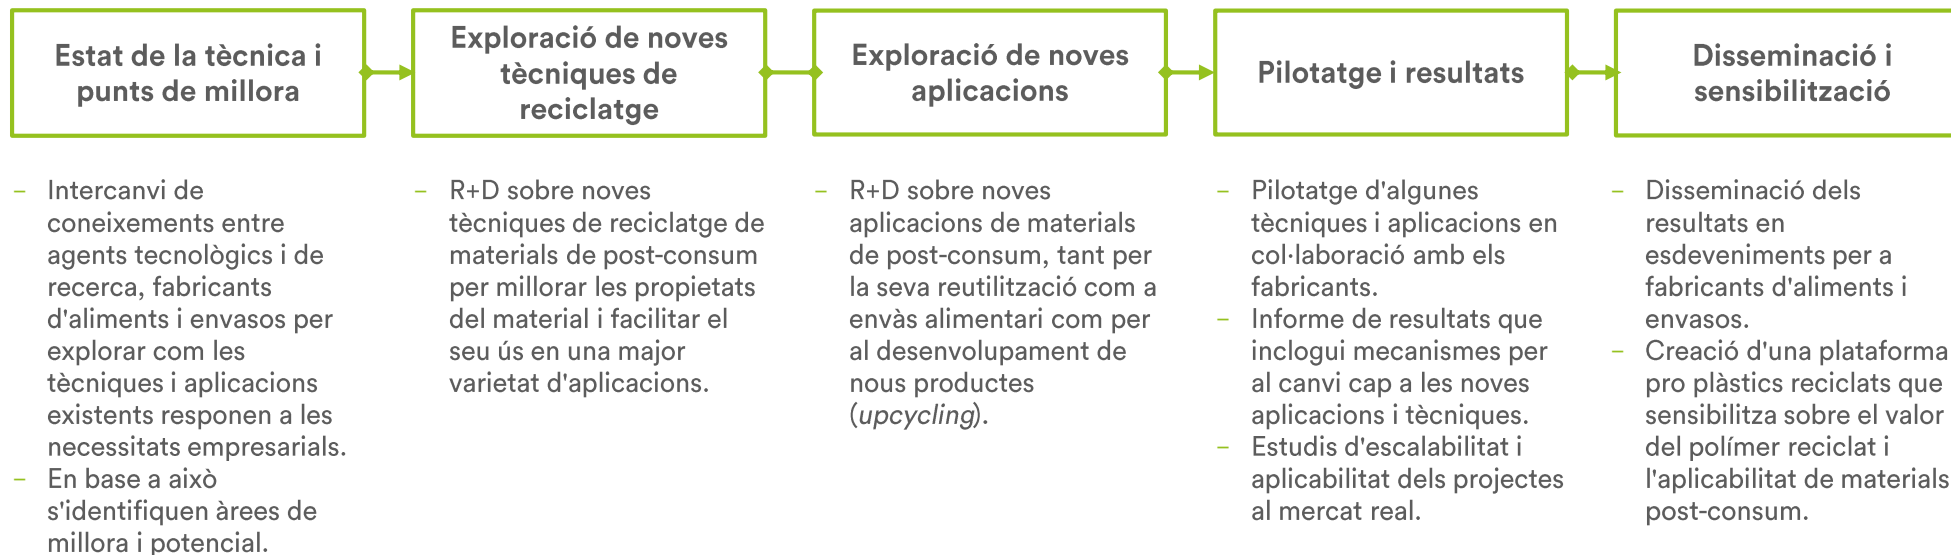 Estat de la tècnica i
punts de millora
Exploració de noves
tècniques de
reciclatge
Exploració de noves
aplicacions
Pilotatge i resultats
Disseminació i
sensibilització
– Intercanvi de
coneixements entre
agents tecnològics i de
recerca, fabricants
d'aliments i envasos per
explorar com les
tècniques i aplicacions
existents responen a les
necessitats empresarials.
– En base a això
s'identifiquen àrees de
millora i potencial.
– R+D sobre noves
tècniques de reciclatge de
materials de post-consum
per millorar les propietats
del material i facilitar el
seu ús en una major
varietat d'aplicacions.
– R+D sobre noves
aplicacions de materials
de post-consum, tant per
la seva reutilització com a
envàs alimentari com per
al desenvolupament de
nous productes
(upcycling).
– Pilotatge d'algunes
tècniques i aplicacions en
col·laboració amb els
fabricants.
– Informe de resultats que
inclogui mecanismes per
al canvi cap a les noves
aplicacions i tècniques.
– Estudis d'escalabilitat i
aplicabilitat dels projectes
al mercat real.
– Disseminació dels
resultats en
esdeveniments per a
fabricants d'aliments i
envasos.
– Creació d'una plataforma
pro plàstics reciclats que
sensibilitza sobre el valor
del polímer reciclat i
l'aplicabilitat de materials
post-consum.